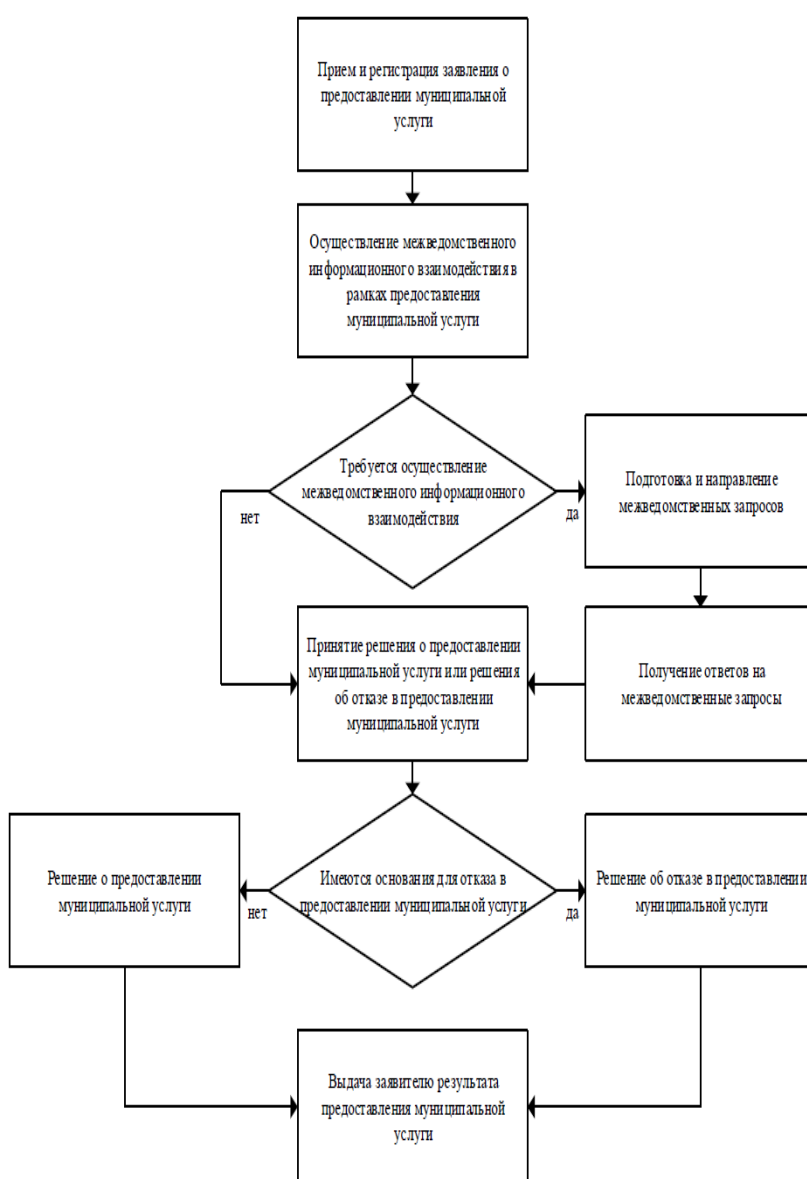 Прием и регистрация заявления о
предоставлении муниципальной
услуги
Осуществление межведомственного
информационного взаимодействия в
рамках предоставления
муниципальной услуги
Требуется осуществление
межведомственного информационного
взаимодействия
нет
да
Подготовка и направление
межведомственных запросов
Принятие решения о предоставлении
муниципальной услуги или решения
об отказе в предоставлении
муниципальной услуги
Получение ответов на
межведомственные запросы
Решение о предоставлении
муниципальной услуги
Имеются основания для отказа в
предоставлении муниципальной услуги
нет
да
Решение об отказе в предоставлении
муниципальной услуги
Выдача заявителю результата
предоставления муниципальной
услуги